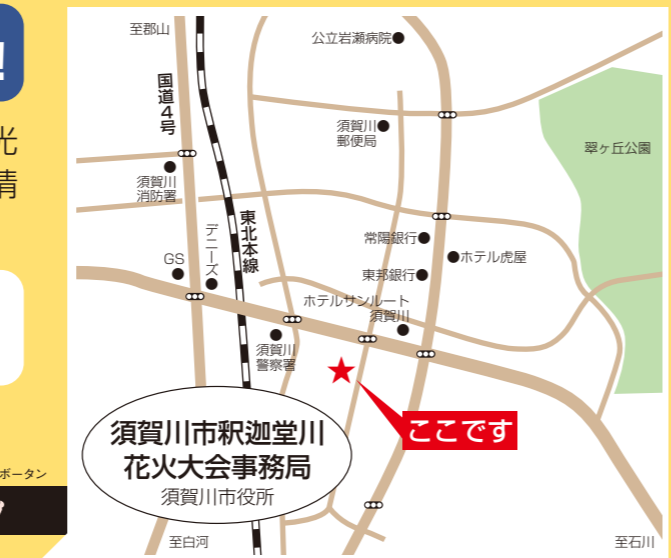 !
光
情
ボータン
至郡山
公立岩瀬病院
国道4号
須賀川
郵便局
翠ヶ丘公園
須賀川
消防署
東北本線
デニーズ
常陽銀行
GS
ホテル虎屋
東邦銀行
ホテルサンルート
須賀川
須賀川
警察署
ここです
須賀川市釈迦堂川
花火大会事務局
須賀川市役所
至白河
至石川